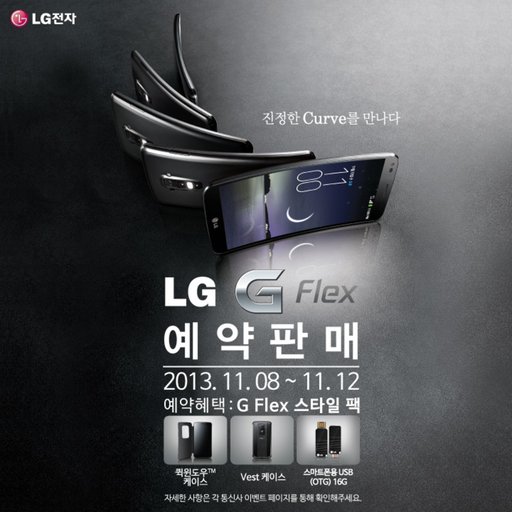 LG전자
진정한 Curve를 만나다
11
00
LG
LG G Flex
예약판매
2013. 11. 08 ~ 11. 12
예약혜택 : G Flex 스타일 팩
퀵윈도우™
케이스
Vest 케이스
스마트폰용 USB
(OTG) 16G
자세한 사항은 각 통신사 이벤트 페이지를 통해 확인해주세요.